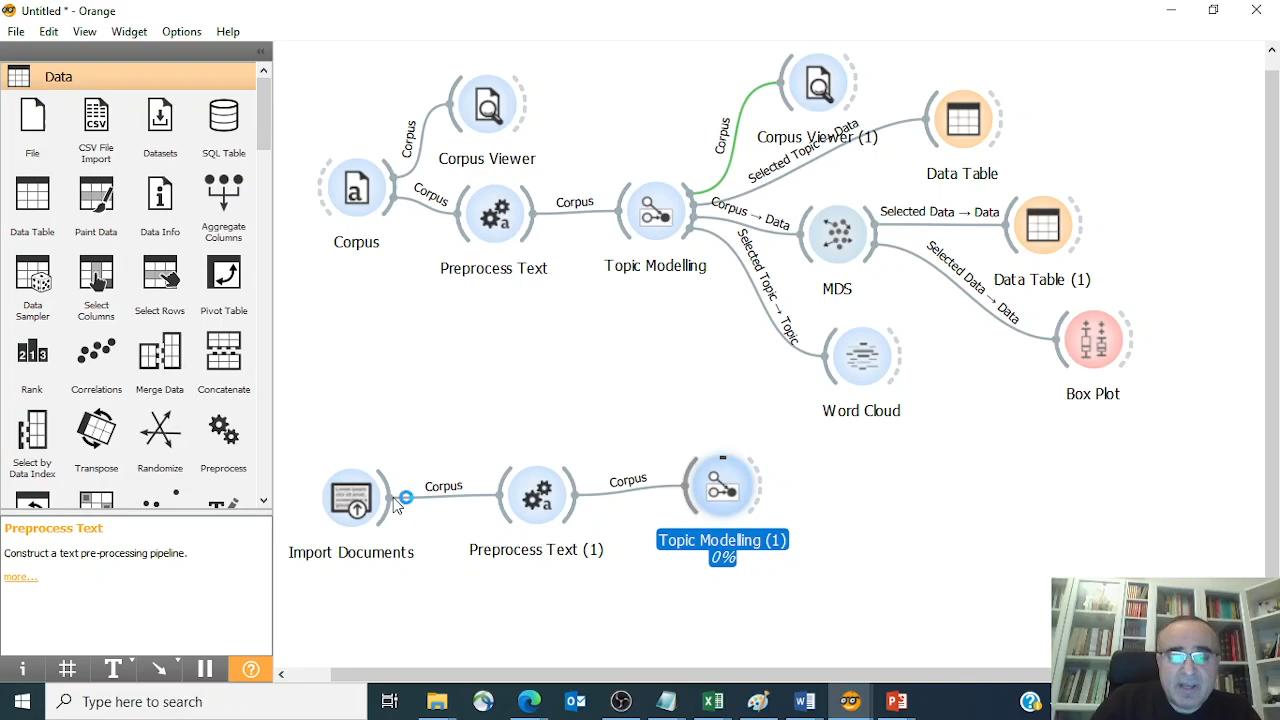 Untitled * - Orange
File Edit View Widget Options Help
Data
File
CSV File
Import
Datasets
SQL Table
Data Table
Paint Data
Data Info
Aggregate
Columns
Data
Sampler
Select
Columns
Select Rows
Pivot Table
Rank
Correlations
Merge Data
Concatenate
Select by
Data Index
Transpose
Randomize
Preprocess
Preprocess Text
Construct a text pre-processing pipeline.
more...
Corpus
Corpus
Corpus
Corpus Viewer
Preprocess Text
Corpus
Topic Modelling
Corpus
Corpus Viewer (1)
Selected Topic → Data
Data Table
Corpus → Data
MDS
Selected Data → Data
Data Table (1)
Selected Data → Data
Box Plot
Selected Topic → Topic
Word Cloud
Import Documents
Corpus
Preprocess Text (1)
Corpus
Topic Modelling (1)
0%
Type here to search